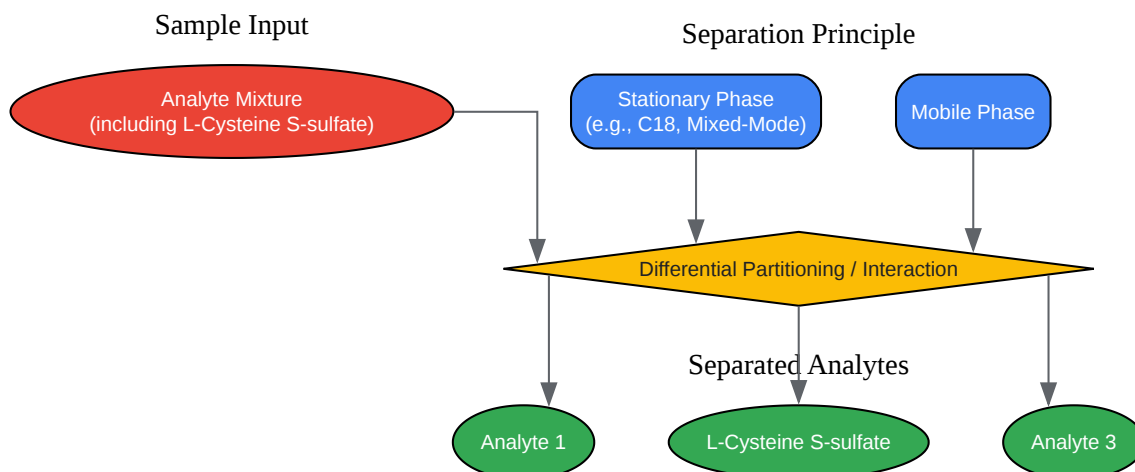 Sample Input
Separation Principle
Analyte Mixture
(including L-Cysteine S-sulfate)
Stationary Phase
(e.g., C18, Mixed-Mode)
Mobile Phase
Differential Partitioning / Interaction
Separated Analytes
Analyte 1
L-Cysteine S-sulfate
Analyte 3